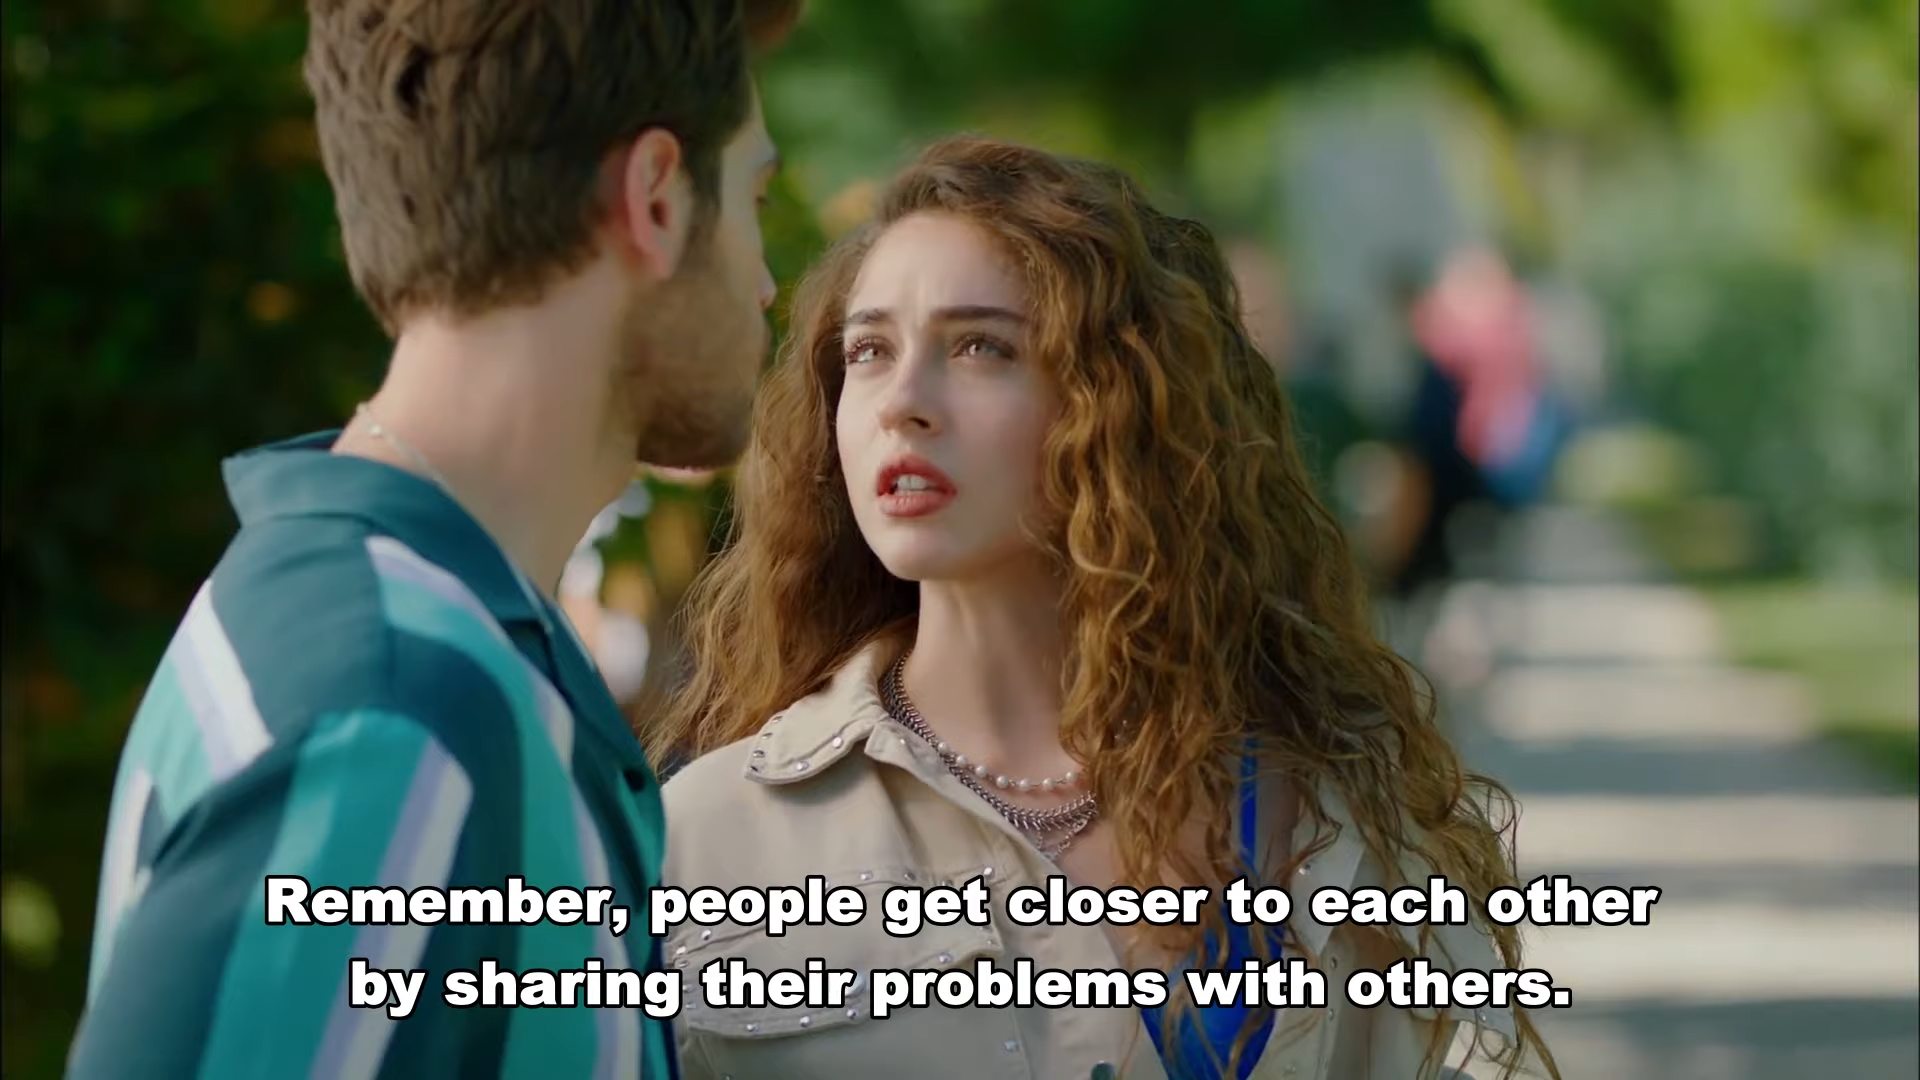 Remember, people get closer to each other
by sharing their problems with others.